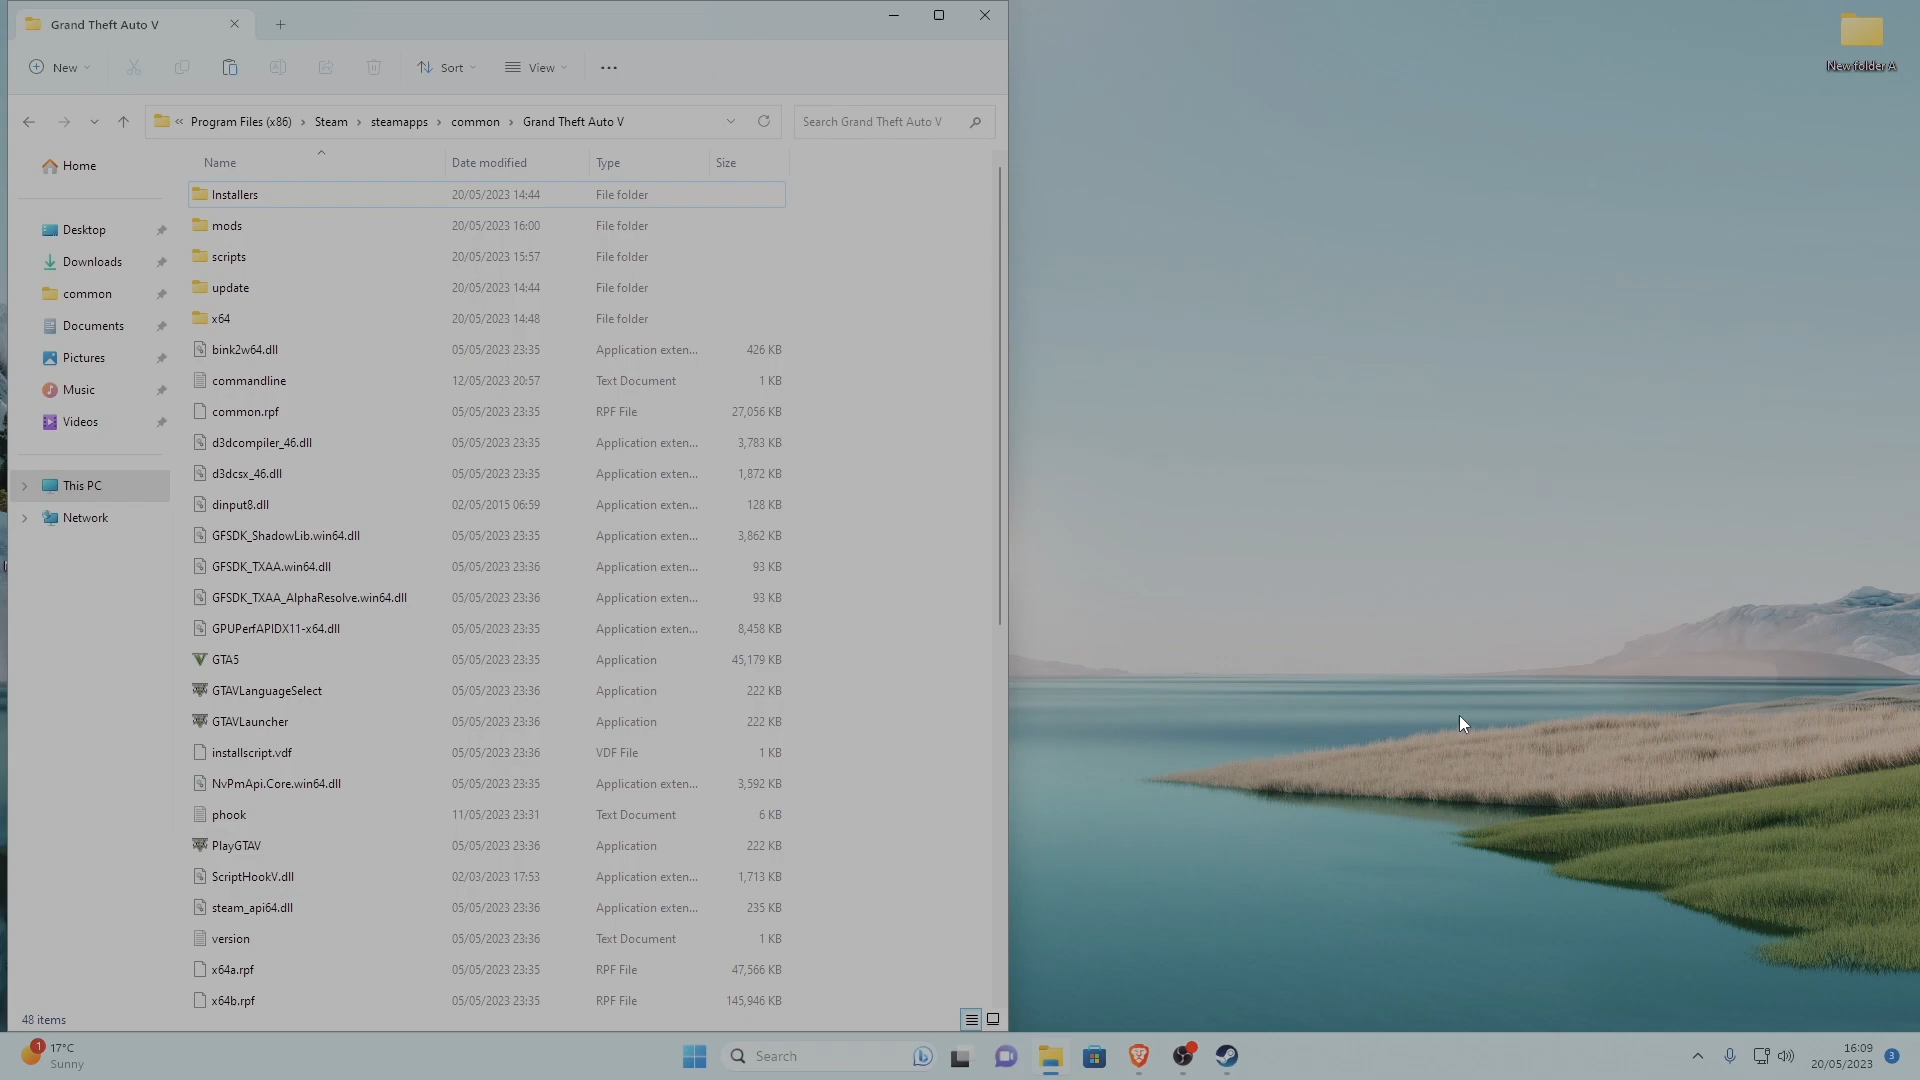 Grand Theft Auto V
New
Sort
View
« Program Files (x86) › Steam › steamapps › common › Grand Theft Auto V
Search Grand Theft Auto V
Home
Desktop
Downloads
common
Documents
Pictures
Music
Videos
This PC
Network
Name Date modified Type Size
Installers 20/05/2023 14:44 File folder
mods 20/05/2023 16:00 File folder
scripts 20/05/2023 15:57 File folder
update 20/05/2023 14:44 File folder
x64 20/05/2023 14:48 File folder
bink2w64.dll 05/05/2023 23:35 Application exten... 426 KB
commandline 12/05/2023 20:57 Text Document 1 KB
common.rpf 05/05/2023 23:35 RPF File 27,056 KB
d3dcompiler_46.dll 05/05/2023 23:35 Application exten... 3,783 KB
d3dcsx_46.dll 05/05/2023 23:35 Application exten... 1,872 KB
dinput8.dll 02/05/2015 06:59 Application exten... 128 KB
GFSDK_ShadowLib.win64.dll 05/05/2023 23:35 Application exten... 3,862 KB
GFSDK_TXAA.win64.dll 05/05/2023 23:36 Application exten... 93 KB
GFSDK_TXAA_AlphaResolve.win64.dll 05/05/2023 23:36 Application exten... 93 KB
GPUPerfAPIDX11-x64.dll 05/05/2023 23:35 Application exten... 8,458 KB
GTA5 05/05/2023 23:35 Application 45,179 KB
GTAVLanguageSelect 05/05/2023 23:36 Application 222 KB
GTAVLauncher 05/05/2023 23:36 Application 222 KB
installscript.vdf 05/05/2023 23:36 VDF File 1 KB
NvPmApi.Core.win64.dll 05/05/2023 23:35 Application exten... 3,592 KB
phook 11/05/2023 23:31 Text Document 6 KB
PlayGTAV 05/05/2023 23:36 Application 222 KB
ScriptHookV.dll 02/03/2023 17:53 Application exten... 1,713 KB
steam_api64.dll 05/05/2023 23:36 Application exten... 235 KB
version 05/05/2023 23:36 Text Document 1 KB
x64a.rpf 05/05/2023 23:35 RPF File 47,566 KB
x64b.rpf 05/05/2023 23:35 RPF File 145,946 KB
48 items
New folder A
1
17°C
Sunny
Search
16:09
20/05/2023
3